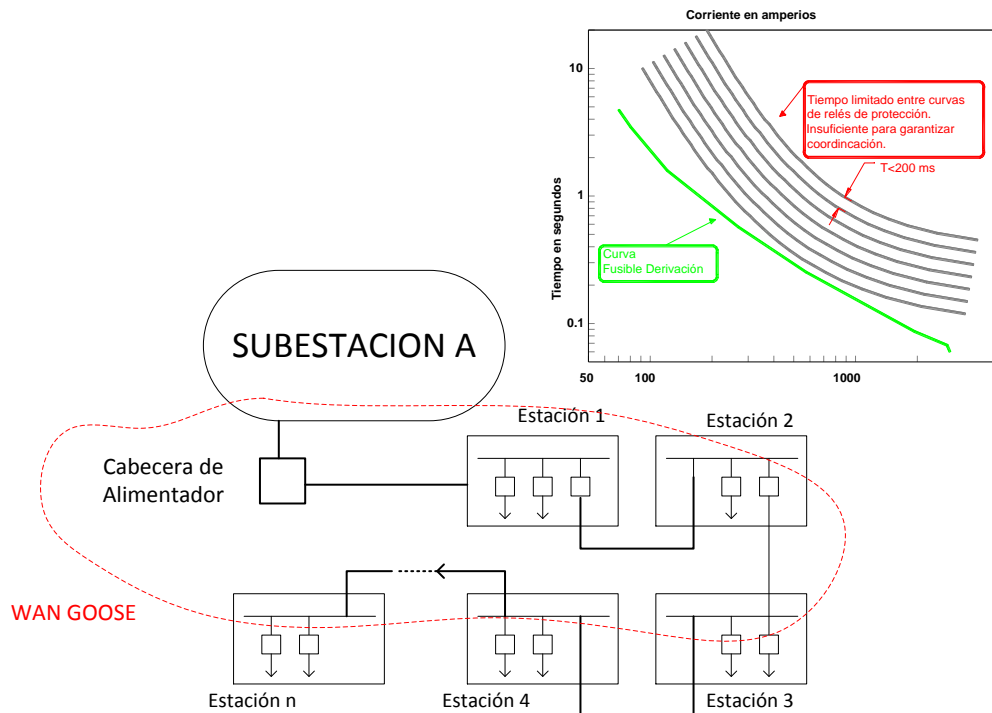 Corriente en amperios
10
1
0.1
Tiempo en segundos
50
100
1000
Tiempo limitado entre curvas
de relés de protección.
Insuficiente para garantizar
coordincación.
T<200 ms
Curva
Fusible Derivación
SUBESTACION A
Cabecera de
Alimentador
Estación 1
Estación 2
WAN GOOSE
Estación n
Estación 4
Estación 3